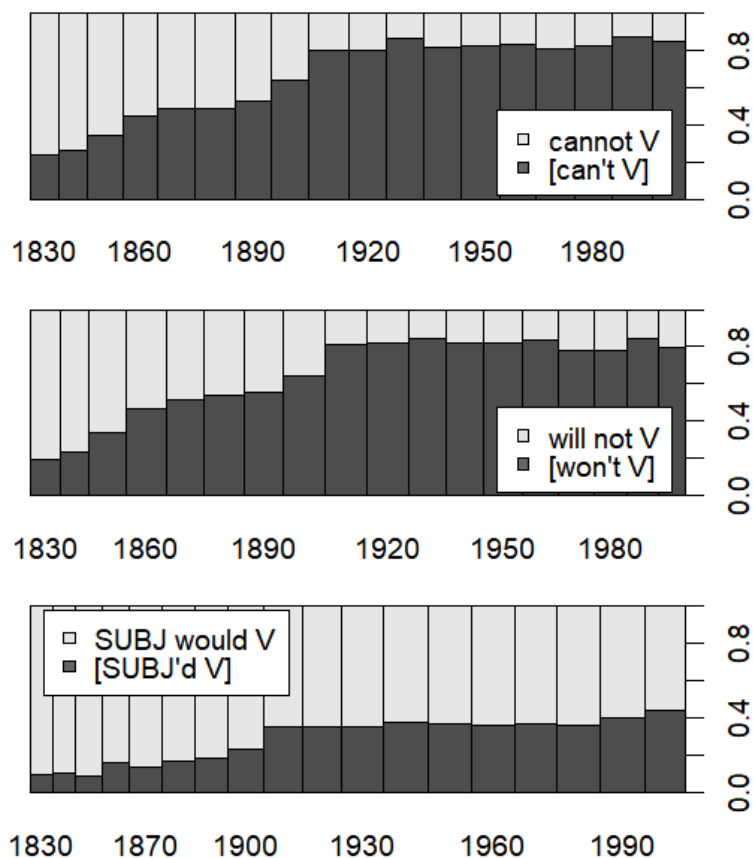 0.8
0.4
0.0
cannot V
[can't V]
1830 1860 1890 1920 1950 1980
0.8
0.4
0.0
will not V
[won't V]
1830 1860 1890 1920 1950 1980
SUBJ would V
[SUBJ'd V]
0.8
0.4
0.0
1830 1870 1900 1930 1960 1990